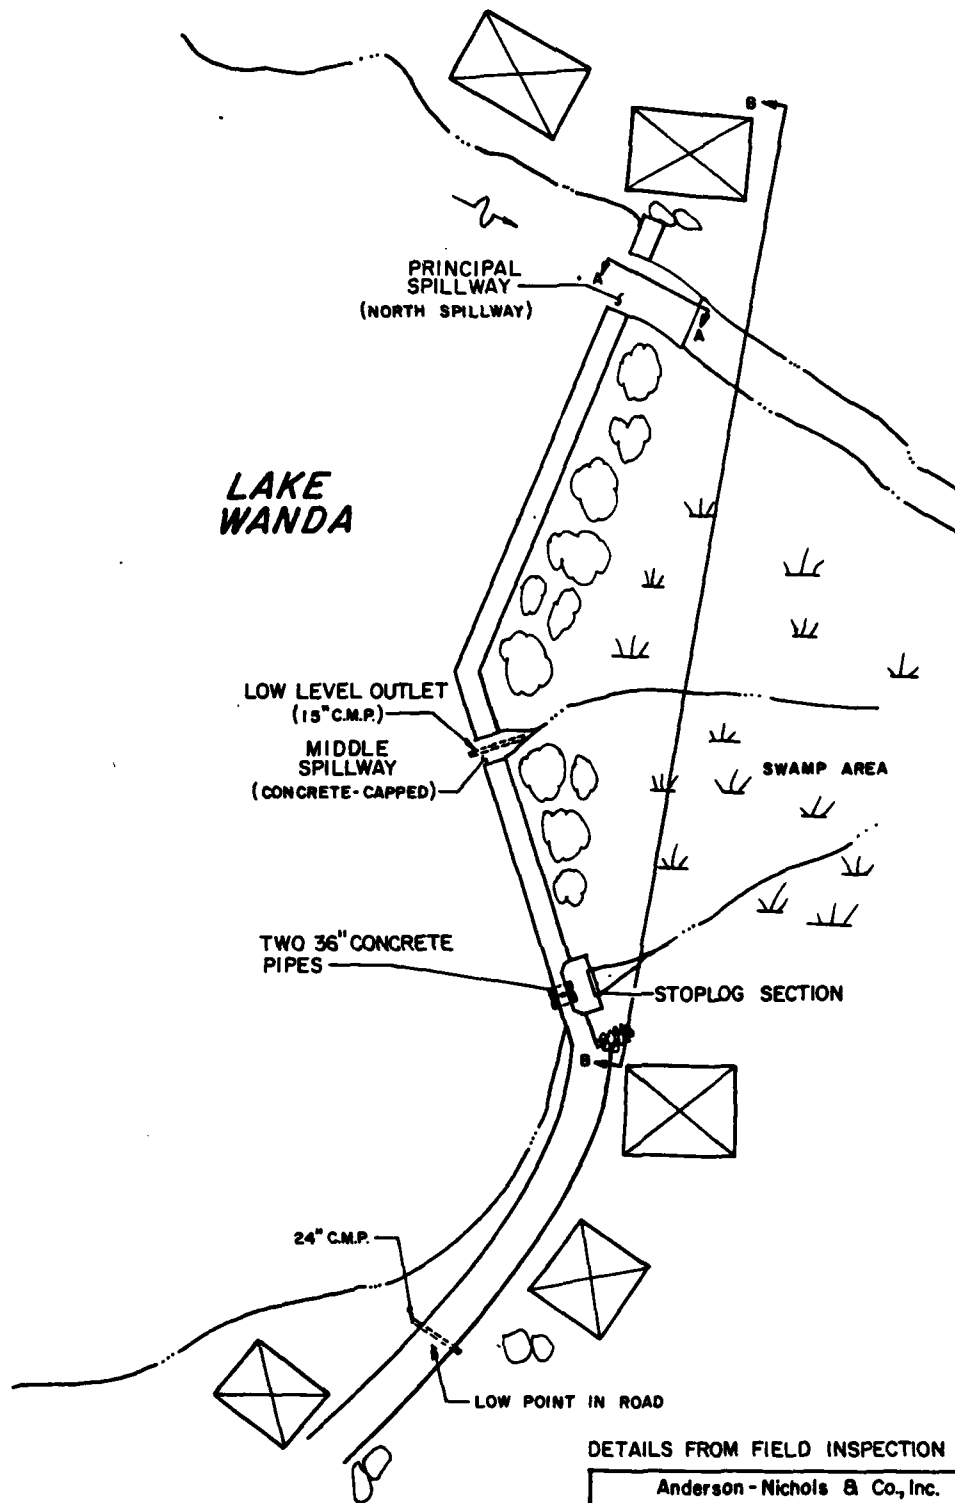 B
PRINCIPAL
SPILLWAY
(NORTH SPILLWAY)
A
A
LAKE
WANDA
LOW LEVEL OUTLET
(15" C.M.P.)
MIDDLE
SPILLWAY
(CONCRETE-CAPPED)
SWAMP AREA
TWO 36" CONCRETE
PIPES
STOPLOG SECTION
B
24" C.M.P.
LOW POINT IN ROAD
DETAILS FROM FIELD INSPECTION
Anderson-Nichols & Co., Inc.